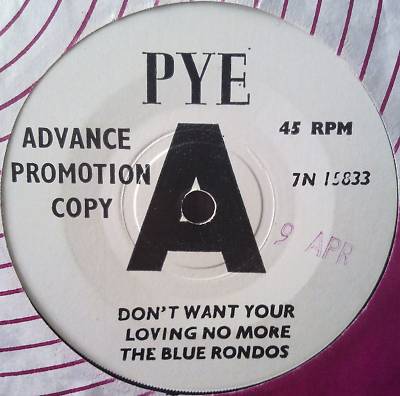 PYE
ADVANCE
PROMOTION
COPY
A
45 RPM
7N 15833
9 APR
DON'T WANT YOUR
LOVING NO MORE
THE BLUE RONDOS